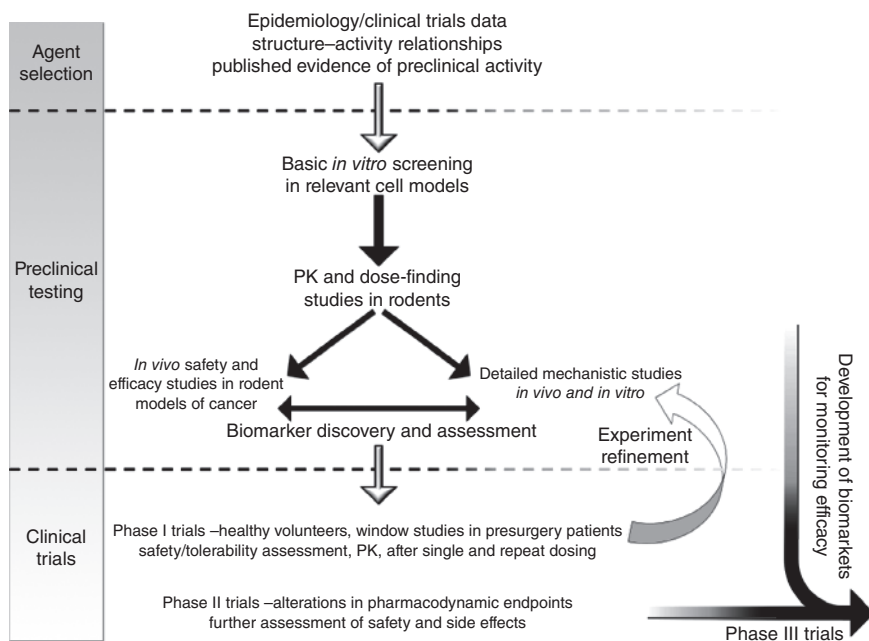 Agent
selection
Epidemiology/clinical trials data
structure–activity relationships
published evidence of preclinical activity
Preclinical
testing
Basic in vitro screening
in relevant cell models
PK and dose-finding
studies in rodents
In vivo safety and
efficacy studies in rodent
models of cancer
Detailed mechanistic studies
in vivo and in vitro
Biomarker discovery and assessment
Experiment
refinement
Clinical
trials
Phase I trials –healthy volunteers, window studies in presurgery patients
safety/tolerability assessment, PK, after single and repeat dosing
Phase II trials –alterations in pharmacodynamic endpoints
further assessment of safety and side effects
Development of biomarkets
for monitoring efficacy
Phase III trials